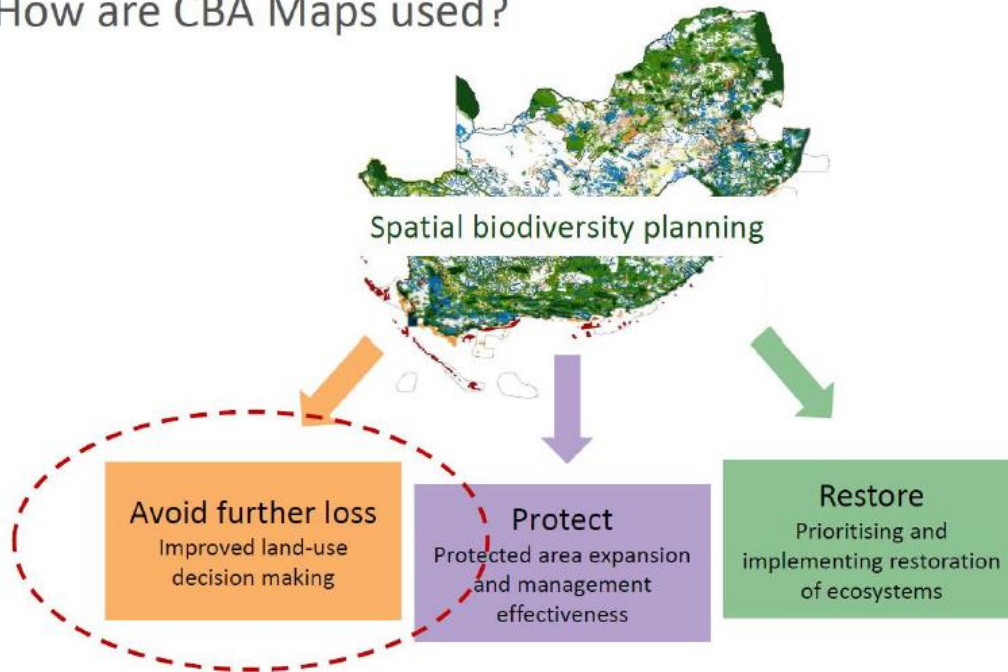 How are CBA Maps used?
Spatial biodiversity planning
Avoid further loss
Improved land-use
decision making
Protect
Protected area expansion
and management
effectiveness
Restore
Prioritising and
implementing restoration
of ecosystems